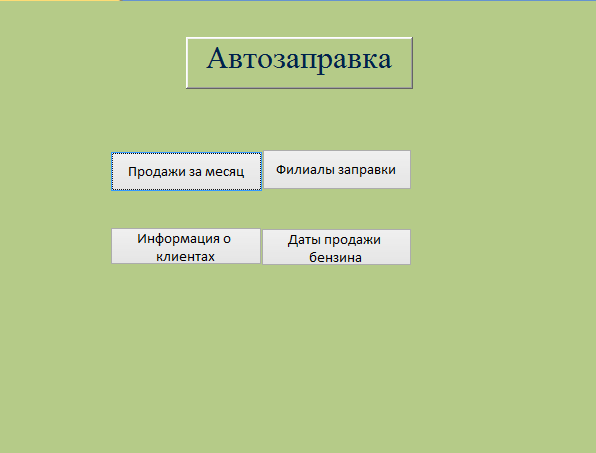 Автозаправка
Продажи за месяц
Филиалы заправки
Информация о
клиентах
Даты продажи
бензина